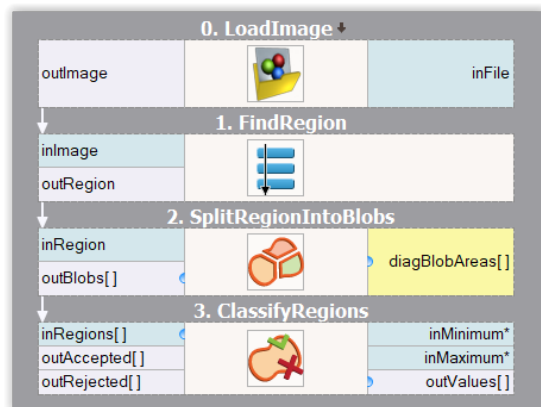 0. LoadImage
outImage
inFile
1. FindRegion
inImage
outRegion
2. SplitRegionIntoBlobs
inRegion
outBlobs[ ]
diagBlobAreas[ ]
3. ClassifyRegions
inRegions[ ]
inMinimum*
outAccepted[ ]
inMaximum*
outRejected[ ]
outValues[ ]